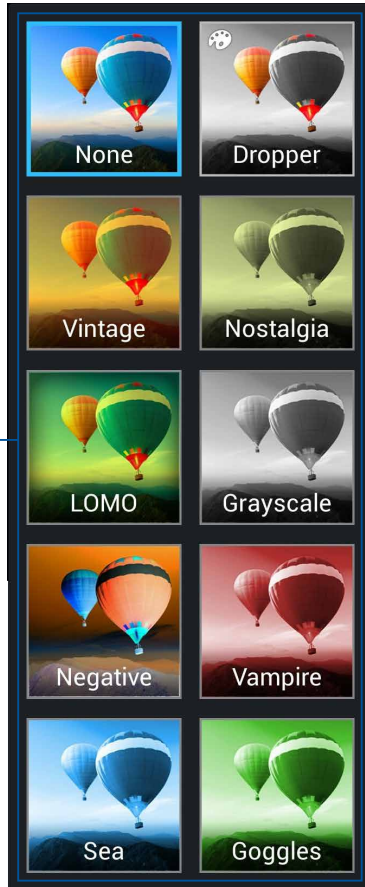 None
Dropper
Vintage
Nostalgia
LOMO
Grayscale
Negative
Vampire
Sea
Goggles